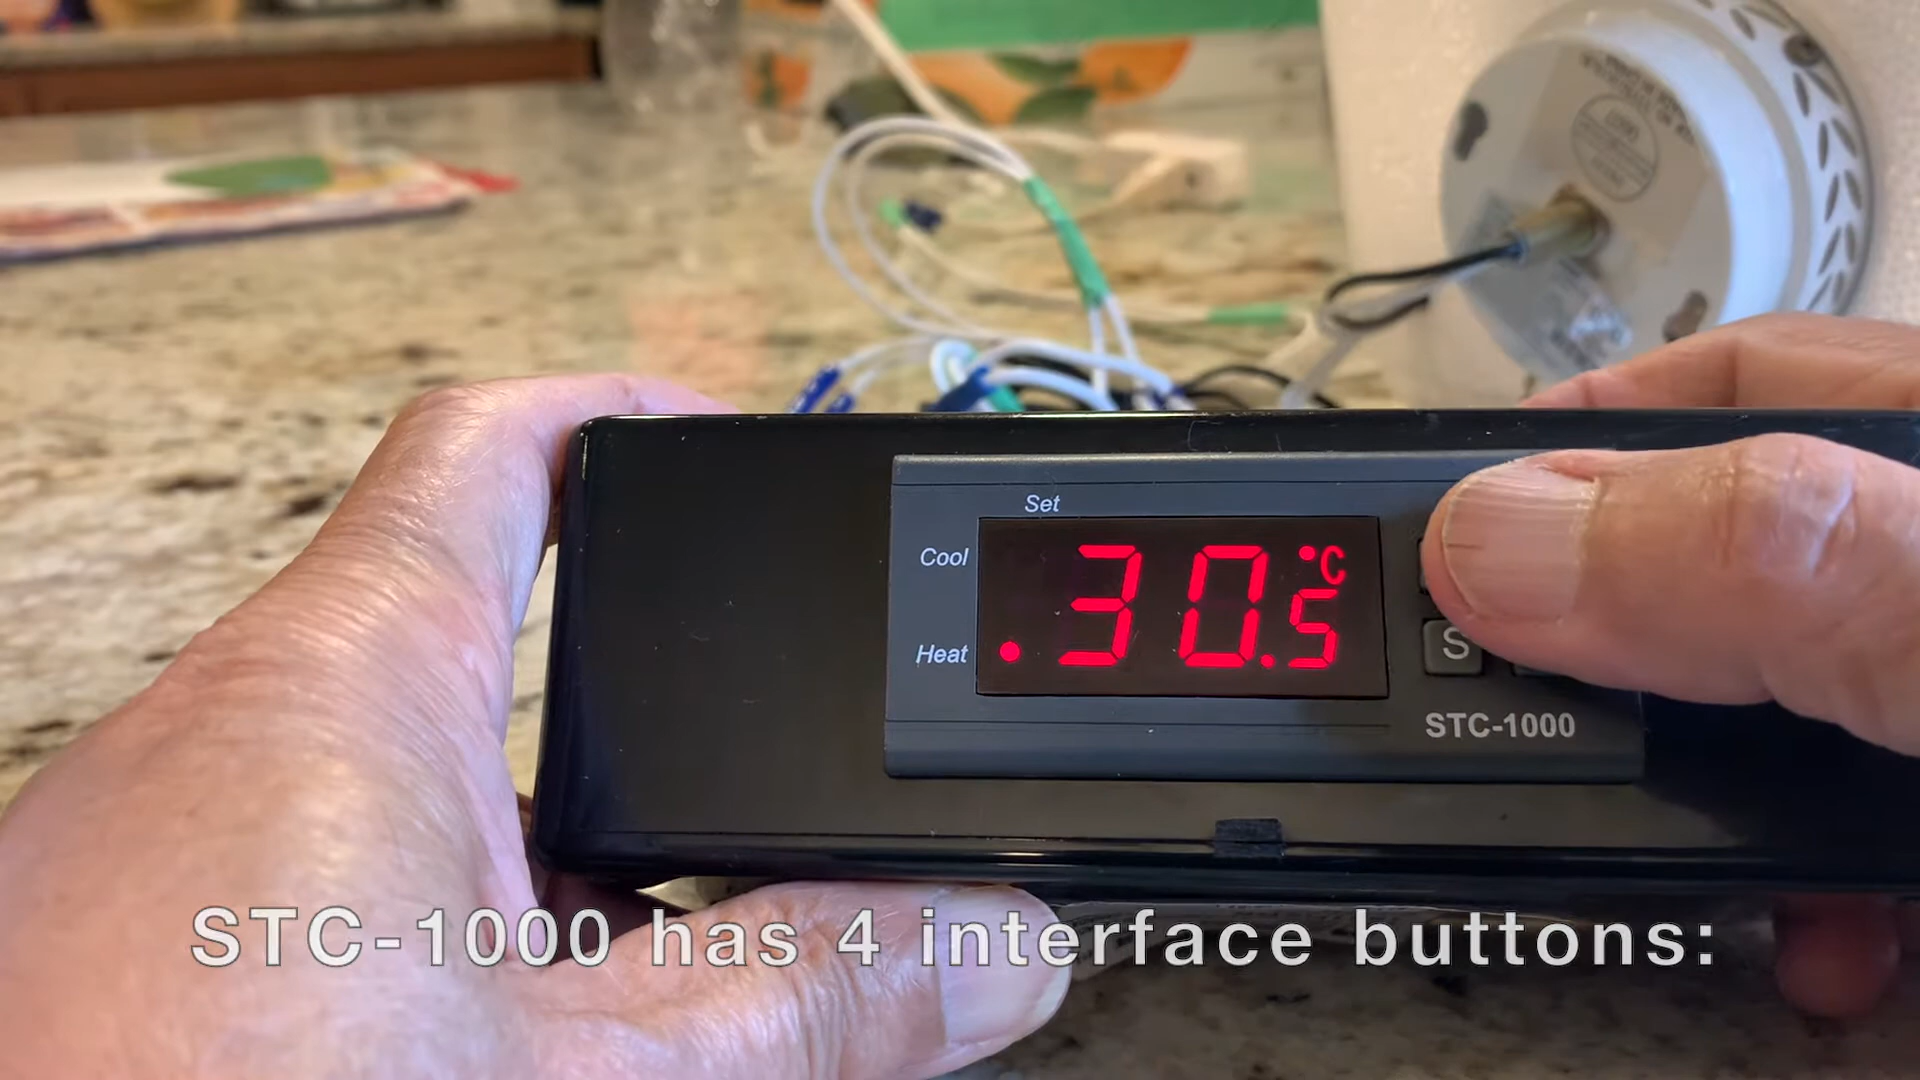 Set
Cool
30.5 °C
Heat
S
STC-1000
STC-1000 has 4 interface buttons: